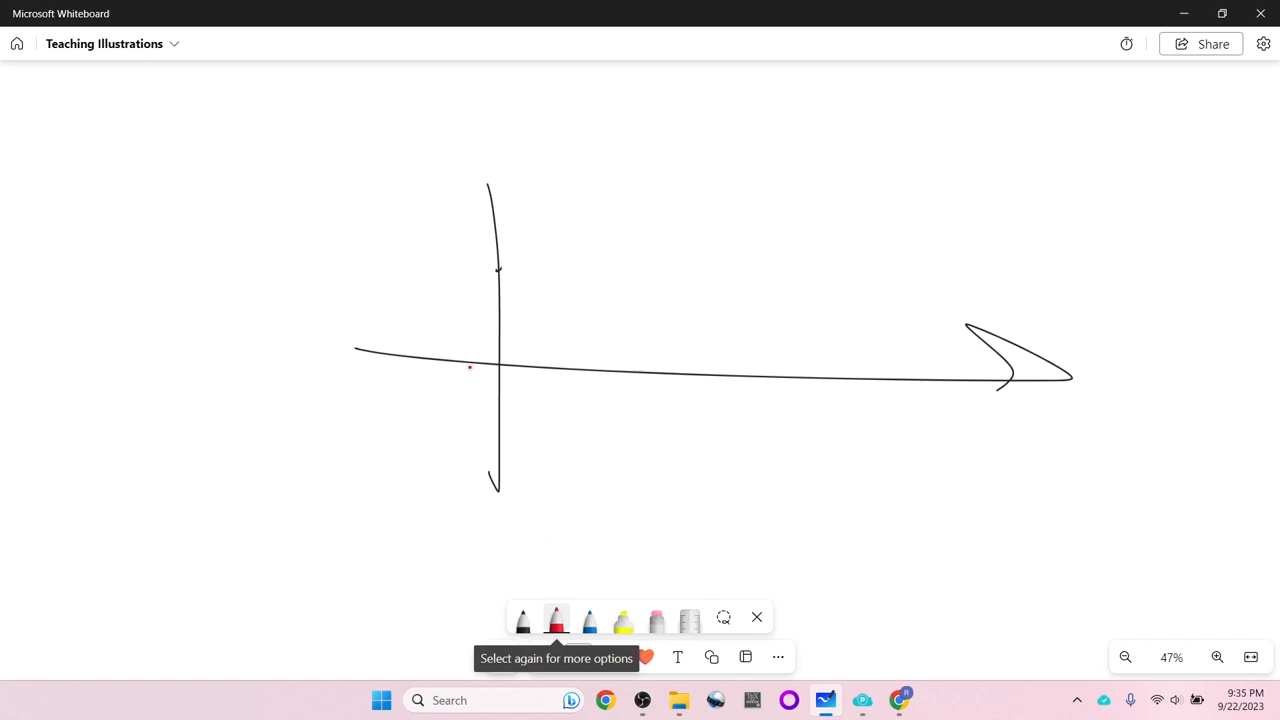 Microsoft Whiteboard
Teaching Illustrations
Share
Select again for more options
47%
Search
9:35 PM
9/22/2023